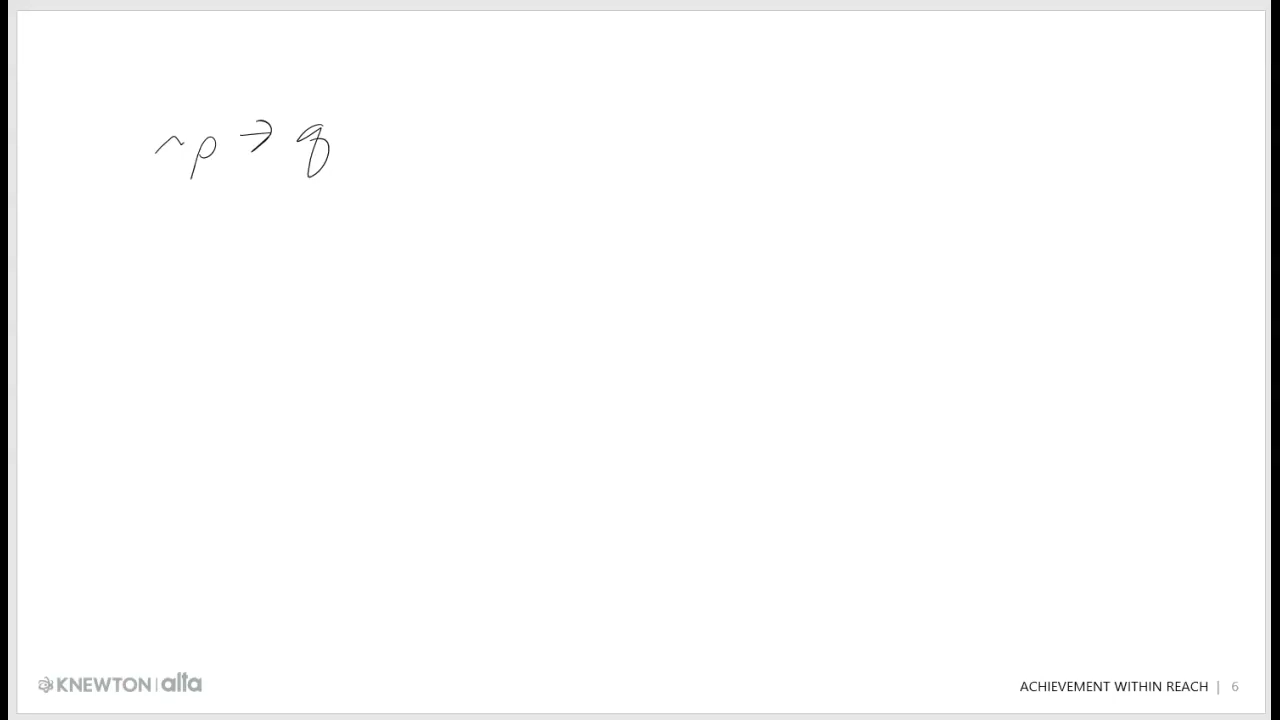 ~p → q
KNEWTON | alta
ACHIEVEMENT WITHIN REACH | 6